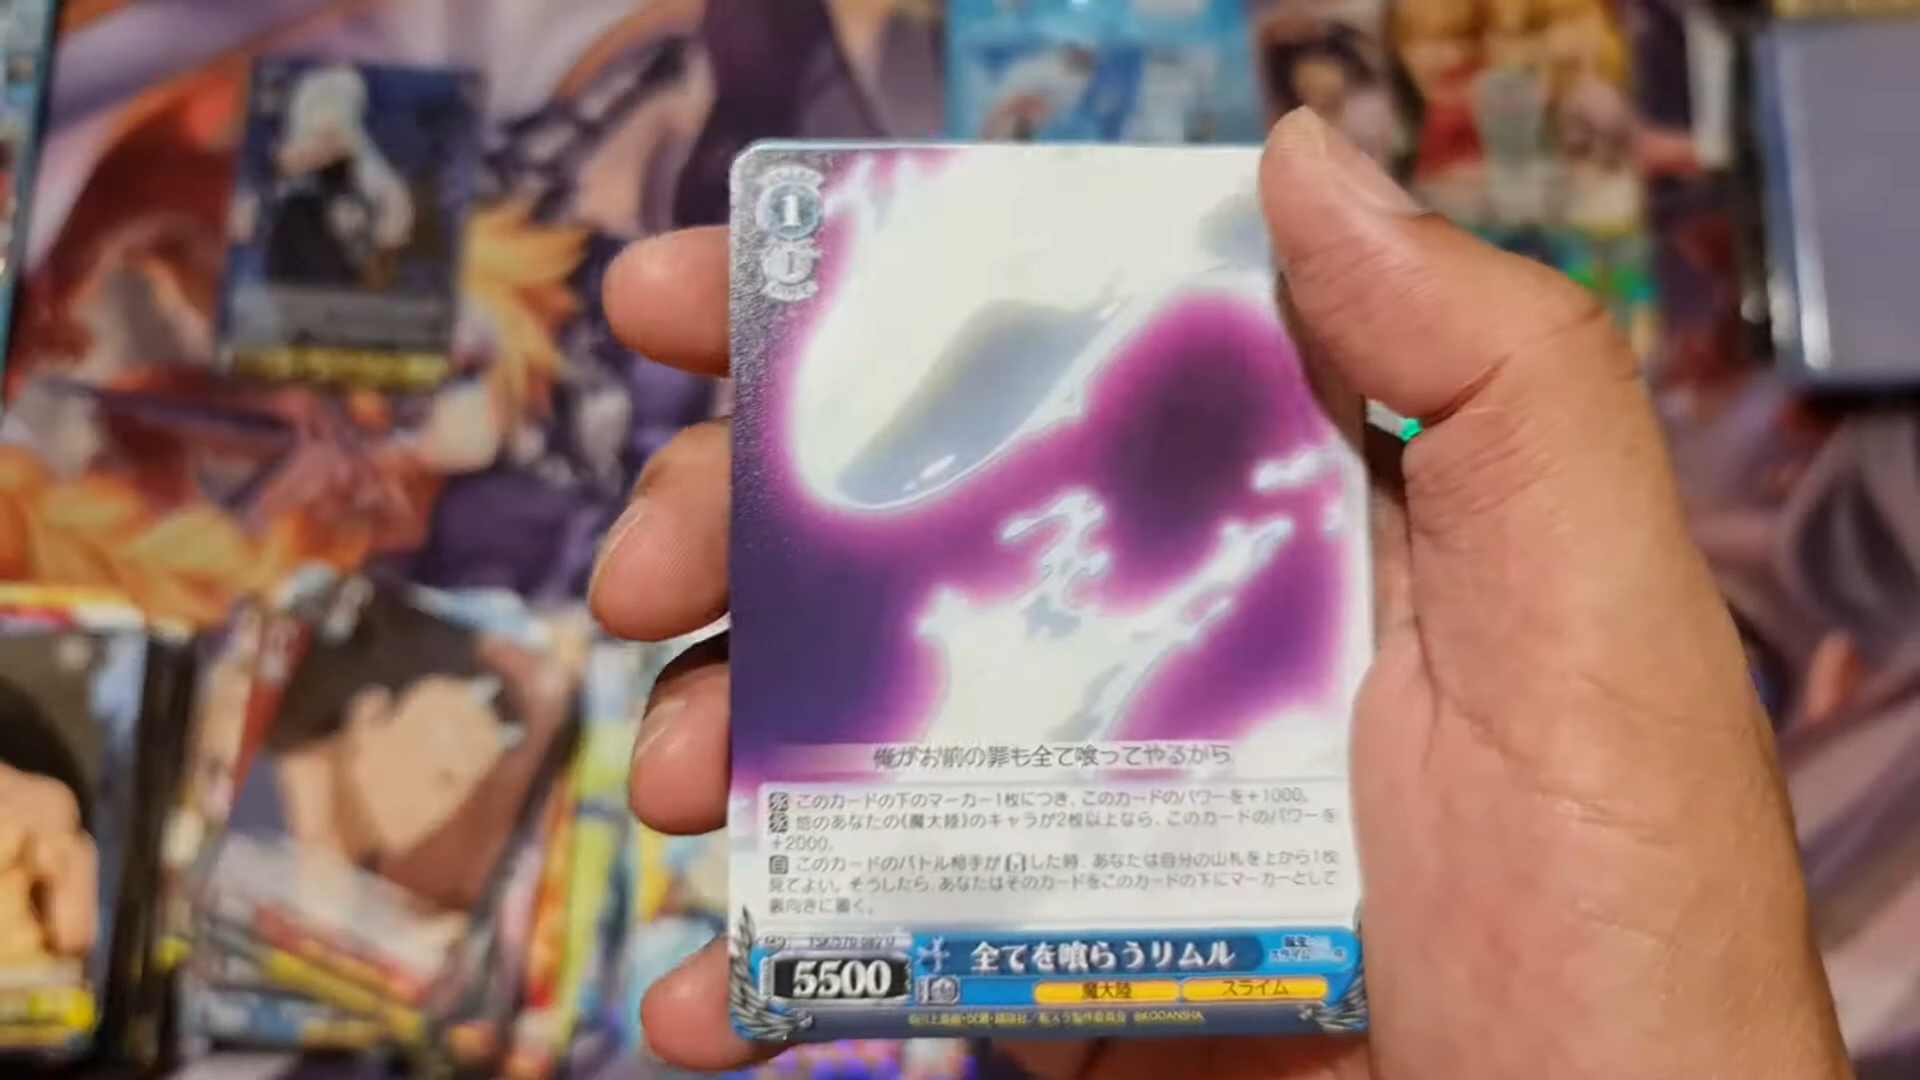 1
1
俺がお前の罪も全て喰ってやるから
このカードの下のマーカー1枚につき、このカードのパワーを+1000。
他のあなたの《魔大陸》のキャラが2枚以上なら、このカードのパワーを
+2000。
自 このカードのバトル相手が した時、あなたは自分の山札を上から1枚
見てよい。そうしたら、あなたはそのカードをこのカードの下にマーカーとして
裏向きに置く。
5500
全てを喰らうリムル
魔大陸 スライム
©KODANSHA